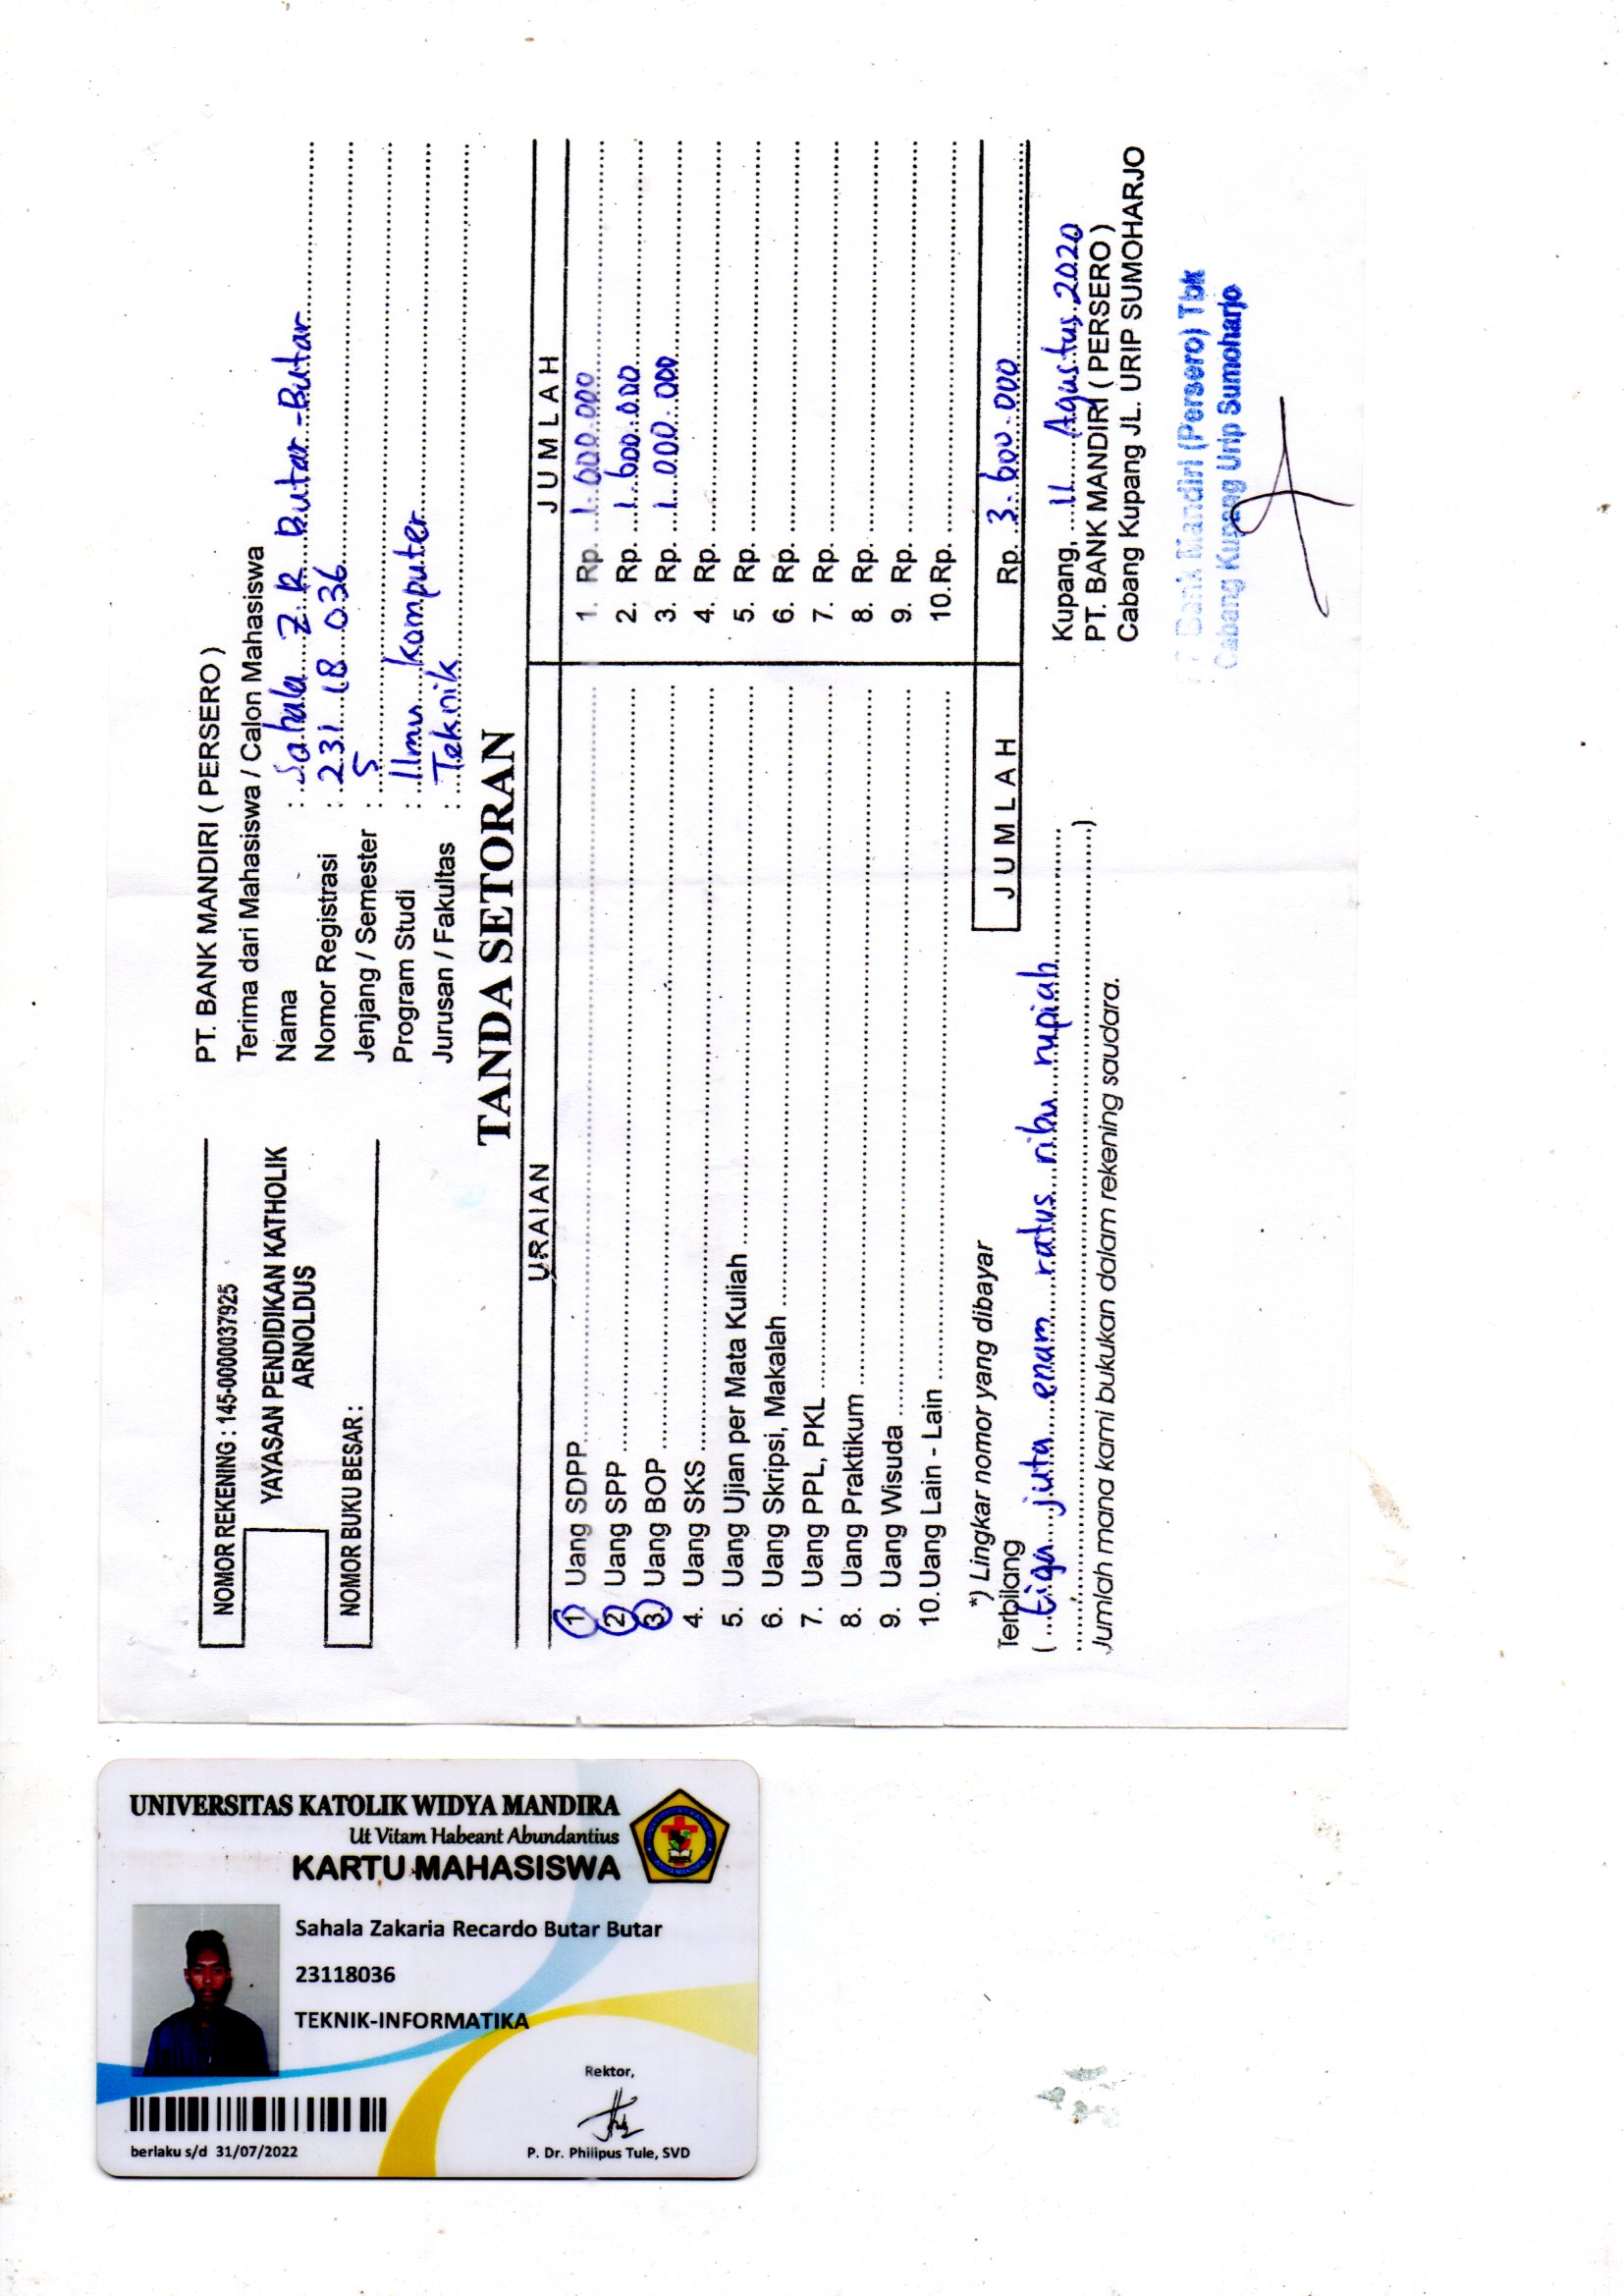 NOMOR REKENING : 145-0000037925
YAYASAN PENDIDIKAN KATHOLIK
ARNOLDUS
NOMOR BUKU BESAR :
PT. BANK MANDIRI ( PERSERO )
Terima dari Mahasiswa / Calon Mahasiswa
Nama : Sahala Z R Butar-Butar
Nomor Registrasi : 231 18 036
Jenjang / Semester : 5
Program Studi : Ilmu Komputer
Jurusan / Fakultas : Teknik
TANDA SETORAN
URAIAN JUMLAH
1. Uang SDPP 1. Rp. 1.600.000
2. Uang SPP 2. Rp. 1.600.000
3. Uang BOP 3. Rp. 1.000.000
4. Uang SKS 4. Rp.
5. Uang Ujian per Mata Kuliah 5. Rp.
6. Uang Skripsi, Makalah 6. Rp.
7. Uang PPL, PKL 7. Rp.
8. Uang Praktikum 8. Rp.
9. Uang Wisuda 9. Rp.
10. Uang Lain - Lain 10. Rp.
*) Lingkar nomor yang dibayar
JUMLAH Rp. 3.600.000
Terbilang
( tiga juta enam ratus ribu rupiah
)
Jumlah mana kami bukukan dalam rekening saudara.
Kupang, 11 Agustus 2020
PT. BANK MANDIRI ( PERSERO )
Cabang Kupang JL. URIP SUMOHARJO
Bank Mandiri (Persero) Tbk
Cabang Kupang Urip Sumoharjo
UNIVERSITAS KATOLIK WIDYA MANDIRA
Ut Vitam Habeant Abundantius
KARTU MAHASISWA
Sahala Zakaria Recardo Butar Butar
23118036
TEKNIK-INFORMATIKA
Rektor,
berlaku s/d 31/07/2022
P. Dr. Philipus Tule, SVD